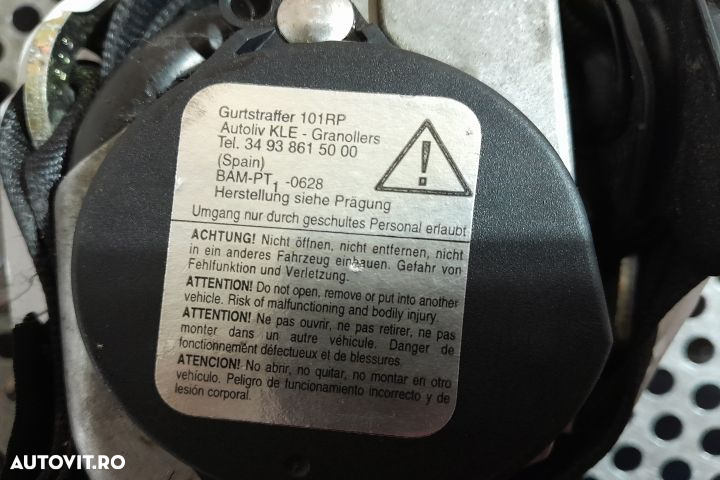 Gurtstraffer 101RP
Autoliv KLE - Granollers
Tel. 34 93 861 50 00
(Spain)
BAM-PT1 -0628
Herstellung siehe Prägung
Umgang nur durch geschultes Personal erlaubt
ACHTUNG! Nicht öffnen, nicht entfernen, nicht
in ein anderes Fahrzeug einbauen. Gefahr von
Fehlfunktion und Verletzung.
ATTENTION! Do not open, remove or put into another
vehicle. Risk of malfunctioning and bodily injury.
ATTENTION! Ne pas ouvrir, ne pas retirer, ne pas
monter dans un autre véhicule. Danger de
fonctionnement défectueux et de blessures.
ATENCION! No abrir, no quitar, no montar en otro
vehículo. Peligro de funcionamiento incorrecto y de
lesión corporal.
AUTOVIT.RO